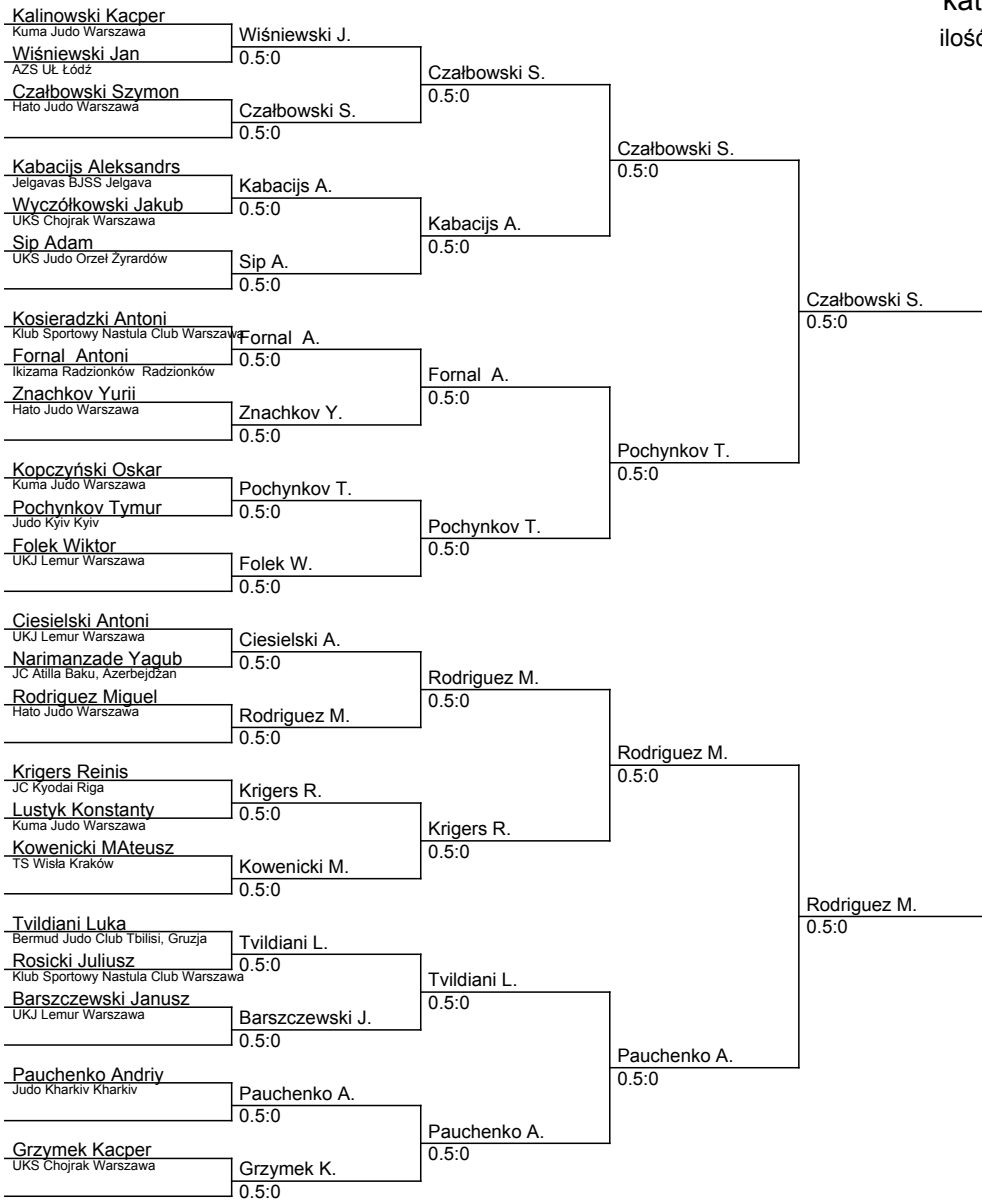 Kalinowski Kacper
Kuma Judo Warszawa
Wiśniewski Jan
AZS UŁ Łódź
Czałbowski Szymon
Hato Judo Warszawa
Kabacijs Aleksandrs
Jelgavas BJSS Jelgava
Wyczółkowski Jakub
UKS Chojrak Warszawa
Sip Adam
UKS Judo Orzeł Żyrardów
Kosieradzki Antoni
Klub Sportowy Nastula Club Warszawa
Fornal Antoni
Ikizama Radzionków Radzionków
Znachkov Yurii
Hato Judo Warszawa
Kopczyński Oskar
Kuma Judo Warszawa
Pochynkov Tymur
Judo Kyiv Kyiv
Folek Wiktor
UKJ Lemur Warszawa
Ciesielski Antoni
UKJ Lemur Warszawa
Narimanzade Yagub
JC Atilla Baku, Azerbejdżan
Rodriguez Miguel
Hato Judo Warszawa
Krigers Reinis
JC Kyodai Riga
Lustyk Konstanty
Kuma Judo Warszawa
Kowenicki MAteusz
TS Wisła Kraków
Tvildiani Luka
Bermud Judo Club Tbilisi, Gruzja
Rosicki Juliusz
Klub Sportowy Nastula Club Warszawa
Barszczewski Janusz
UKJ Lemur Warszawa
Pauchenko Andriy
Judo Kharkiv Kharkiv
Grzymek Kacper
UKS Chojrak Warszawa
Wiśniewski J.
0.5:0
Czałbowski S.
0.5:0
Kabacijs A.
0.5:0
Sip A.
0.5:0
Fornal A.
0.5:0
Znachkov Y.
0.5:0
Pochynkov T.
0.5:0
Folek W.
0.5:0
Ciesielski A.
0.5:0
Rodriguez M.
0.5:0
Krigers R.
0.5:0
Kowenicki M.
0.5:0
Tvildiani L.
0.5:0
Barszczewski J.
0.5:0
Pauchenko A.
0.5:0
Grzymek K.
0.5:0
Czałbowski S.
0.5:0
Kabacijs A.
0.5:0
Fornal A.
0.5:0
Pochynkov T.
0.5:0
Rodriguez M.
0.5:0
Krigers R.
0.5:0
Tvildiani L.
0.5:0
Pauchenko A.
0.5:0
Czałbowski S.
0.5:0
Pochynkov T.
0.5:0
Rodriguez M.
0.5:0
Pauchenko A.
0.5:0
Czałbowski S.
0.5:0
Rodriguez M.
0.5:0
kat
ilość